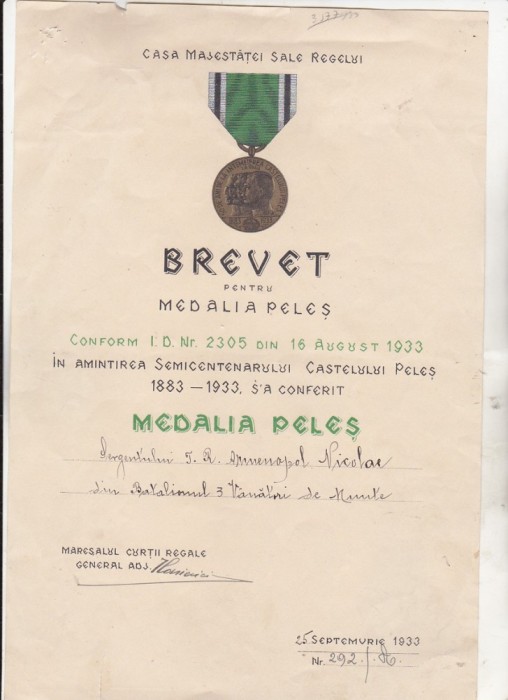 CASA MAJESTĂȚEI SALE REGELUI
BREVET
PENTRU
MEDALIA PELEȘ
CONFORM I.D. NR. 2305 DIN 16 AUGUST 1933
ÎN AMINTIREA SEMICENTENARULUI CASTELULUI PELEȘ
1883 — 1933, S'A CONFERIT
MEDALIA PELEȘ
Sergentului T. R. Armenopol Nicolae
din Batalionul 3 Vânători de Munte
MAREȘALUL CURȚII REGALE
GENERAL ADJ.
25 SEPTEMVRIE 1933
Nr. 292